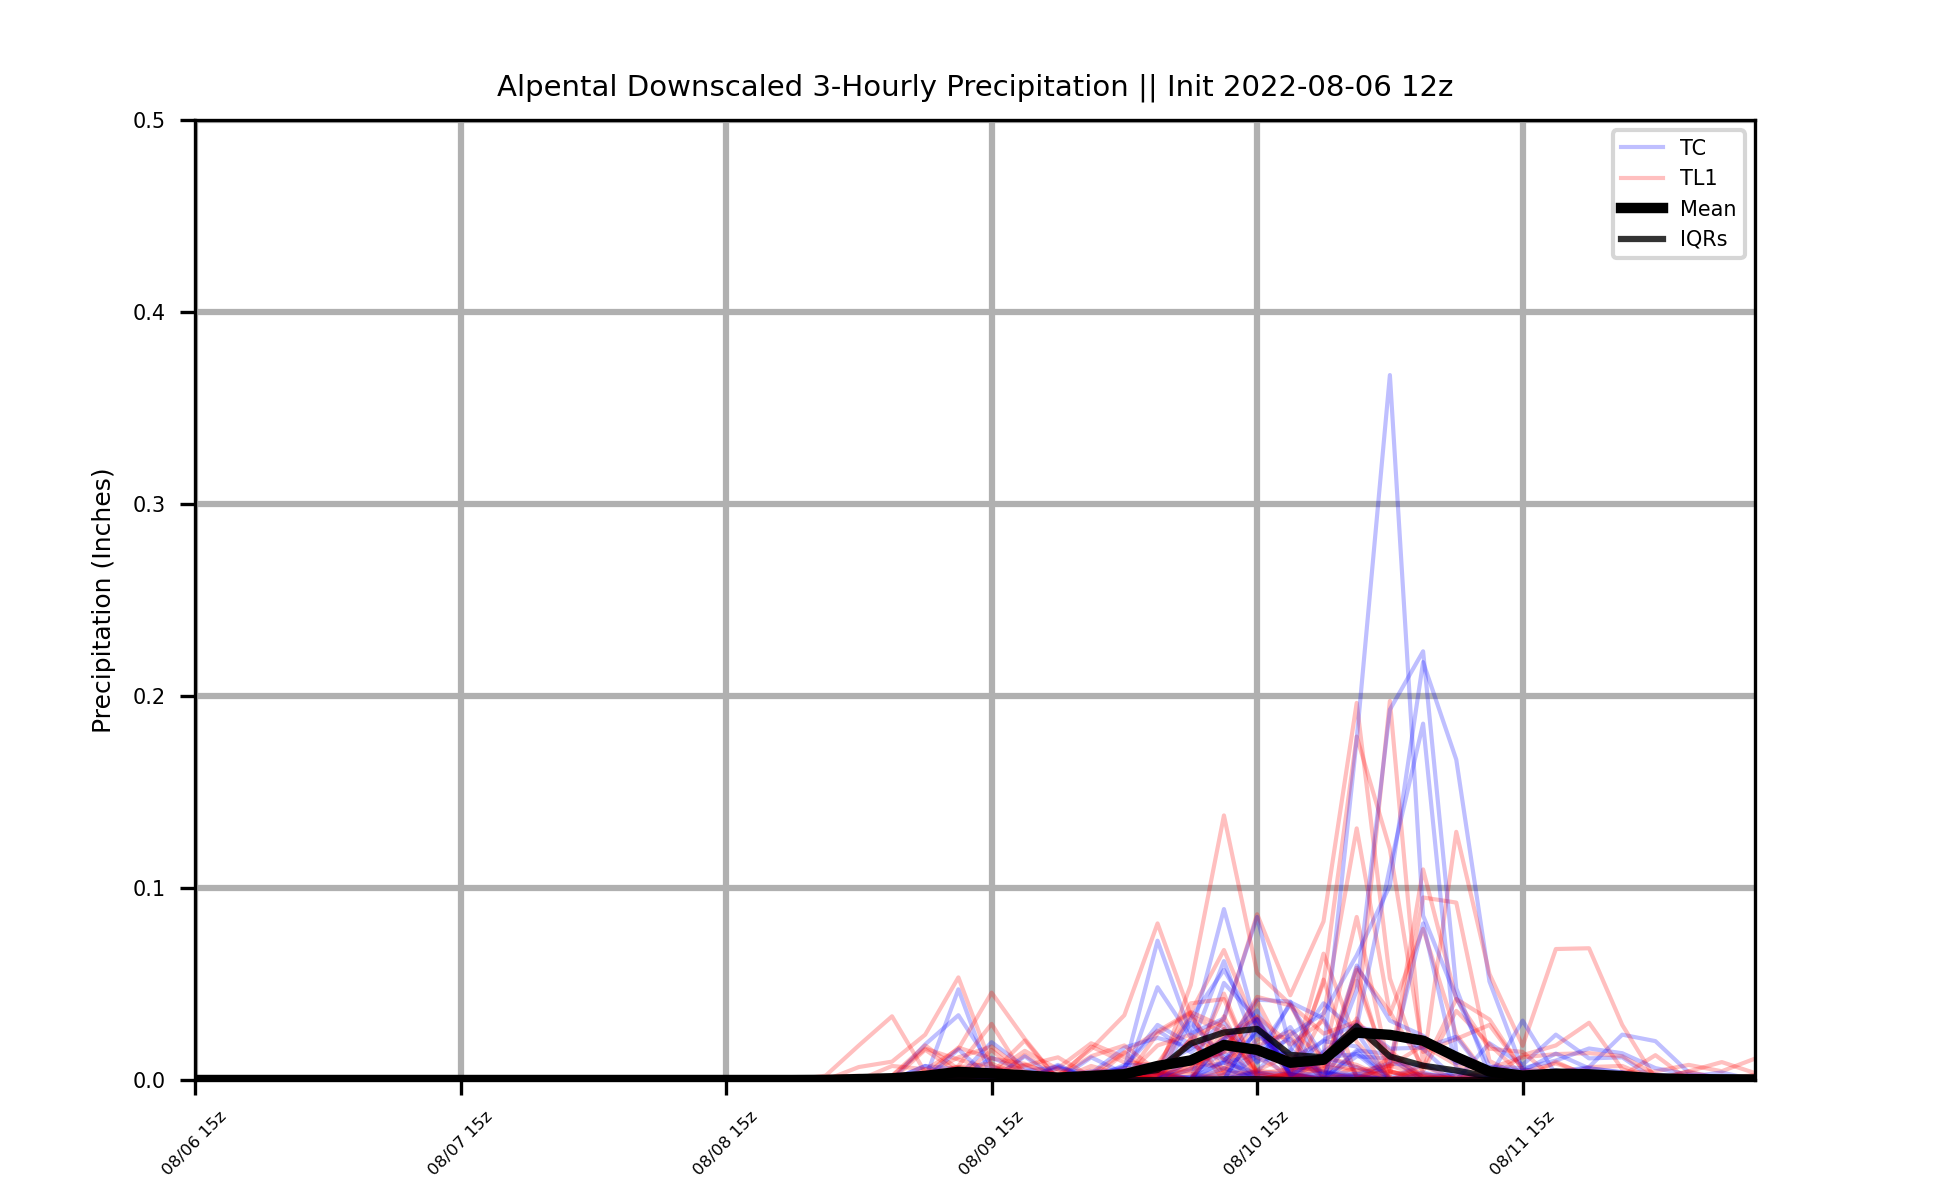 Alpental Downscaled 3-Hourly Precipitation || Init 2022-08-06 12z
TC
TL1
Mean
IQRs
Precipitation (Inches)
0.5
0.4
0.3
0.2
0.1
0.0
08/06 15z
08/07 15z
08/08 15z
08/09 15z
08/10 15z
08/11 15z